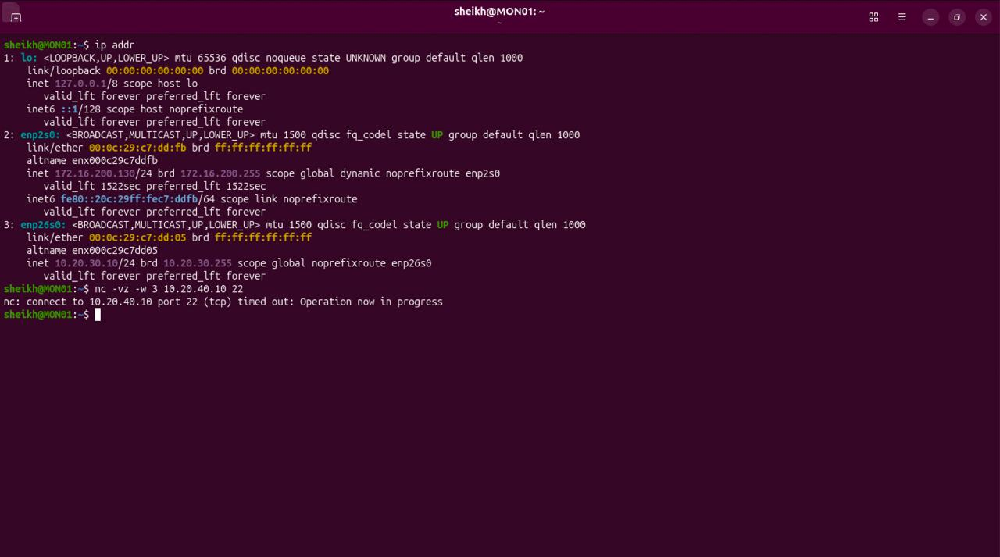 sheikh@MON01: ~
~
sheikh@MON01:~$ ip addr
1: lo: <LOOPBACK,UP,LOWER_UP> mtu 65536 qdisc noqueue state UNKNOWN group default qlen 1000
    link/loopback 00:00:00:00:00:00 brd 00:00:00:00:00:00
    inet 127.0.0.1/8 scope host lo
       valid_lft forever preferred_lft forever
    inet6 ::1/128 scope host noprefixroute
       valid_lft forever preferred_lft forever
2: enp2s0: <BROADCAST,MULTICAST,UP,LOWER_UP> mtu 1500 qdisc fq_codel state UP group default qlen 1000
    link/ether 00:0c:29:c7:dd:fb brd ff:ff:ff:ff:ff:ff
    altname enx000c29c7ddfb
    inet 172.16.200.130/24 brd 172.16.200.255 scope global dynamic noprefixroute enp2s0
       valid_lft 1522sec preferred_lft 1522sec
    inet6 fe80::20c:29ff:fec7:ddfb/64 scope link noprefixroute
       valid_lft forever preferred_lft forever
3: enp26s0: <BROADCAST,MULTICAST,UP,LOWER_UP> mtu 1500 qdisc fq_codel state UP group default qlen 1000
    link/ether 00:0c:29:c7:dd:05 brd ff:ff:ff:ff:ff:ff
    altname enx000c29c7dd05
    inet 10.20.30.10/24 brd 10.20.30.255 scope global noprefixroute enp26s0
       valid_lft forever preferred_lft forever
sheikh@MON01:~$ nc -vz -w 3 10.20.40.10 22
nc: connect to 10.20.40.10 port 22 (tcp) timed out: Operation now in progress
sheikh@MON01:~$